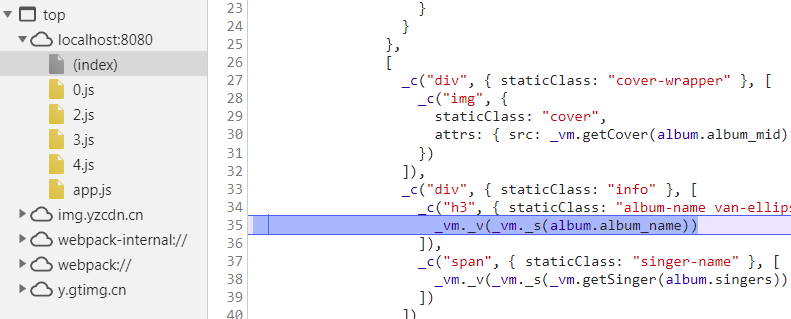 top
localhost:8080
(index)
0.js
2.js
3.js
4.js
app.js
img.yzcdn.cn
webpack-internal://
webpack://
y.gtimg.cn
23 }
24 }
25 },
26 [
27 _c("div", { staticClass: "cover-wrapper" }, [
28 _c("img", {
29 staticClass: "cover",
30 attrs: { src: _vm.getCover(album.album_mid)
31 })
32 ]),
33 _c("div", { staticClass: "info" }, [
34 _c("h3", { staticClass: "album-name van-ellips
35 _vm._v(_vm._s(album.album_name))
36 ]),
37 _c("span", { staticClass: "singer-name" }, [
38 _vm._v(_vm._s(_vm.getSinger(album.singers))
39 ])
40 ])